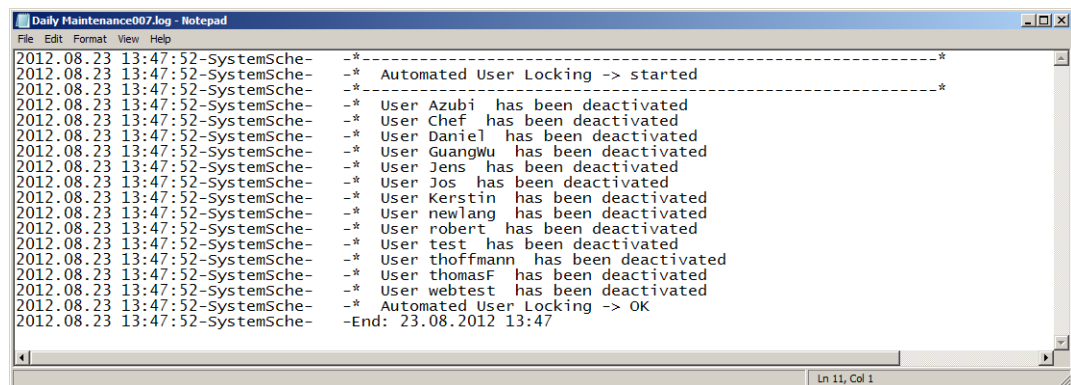 Daily Maintenance007.log - Notepad
File Edit Format View Help
2012.08.23 13:47:52-SystemSche- -*-----------------------------------------------------------------*
2012.08.23 13:47:52-SystemSche- -* Automated User Locking -> started
2012.08.23 13:47:52-SystemSche- -*-----------------------------------------------------------------*
2012.08.23 13:47:52-SystemSche- -* User Azubi has been deactivated
2012.08.23 13:47:52-SystemSche- -* User Chef has been deactivated
2012.08.23 13:47:52-SystemSche- -* User Daniel has been deactivated
2012.08.23 13:47:52-SystemSche- -* User GuangWu has been deactivated
2012.08.23 13:47:52-SystemSche- -* User Jens has been deactivated
2012.08.23 13:47:52-SystemSche- -* User Jos has been deactivated
2012.08.23 13:47:52-SystemSche- -* User Kerstin has been deactivated
2012.08.23 13:47:52-SystemSche- -* User newlang has been deactivated
2012.08.23 13:47:52-SystemSche- -* User robert has been deactivated
2012.08.23 13:47:52-SystemSche- -* User test has been deactivated
2012.08.23 13:47:52-SystemSche- -* User thoffmann has been deactivated
2012.08.23 13:47:52-SystemSche- -* User thomasF has been deactivated
2012.08.23 13:47:52-SystemSche- -* User webtest has been deactivated
2012.08.23 13:47:52-SystemSche- -* Automated User Locking -> OK
2012.08.23 13:47:52-SystemSche- -End: 23.08.2012 13:47
Ln 11, Col 1